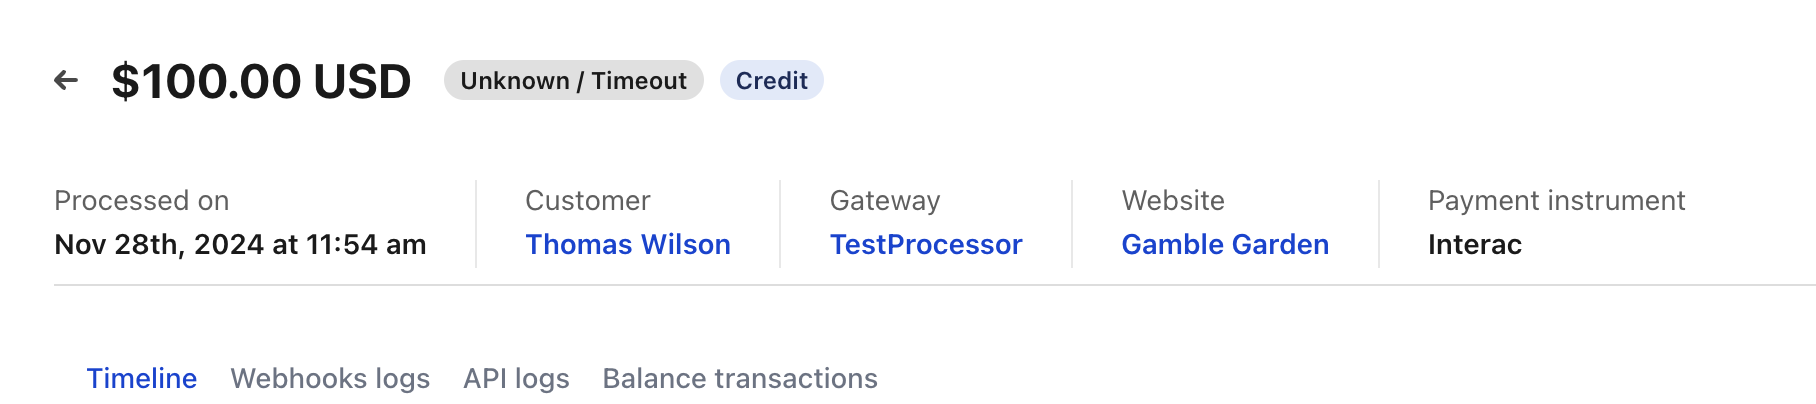 $100.00 USD Unknown / Timeout Credit
Processed on Customer Gateway Website Payment instrument
Nov 28th, 2024 at 11:54 am Thomas Wilson TestProcessor Gamble Garden Interac
Timeline Webhooks logs API logs Balance transactions